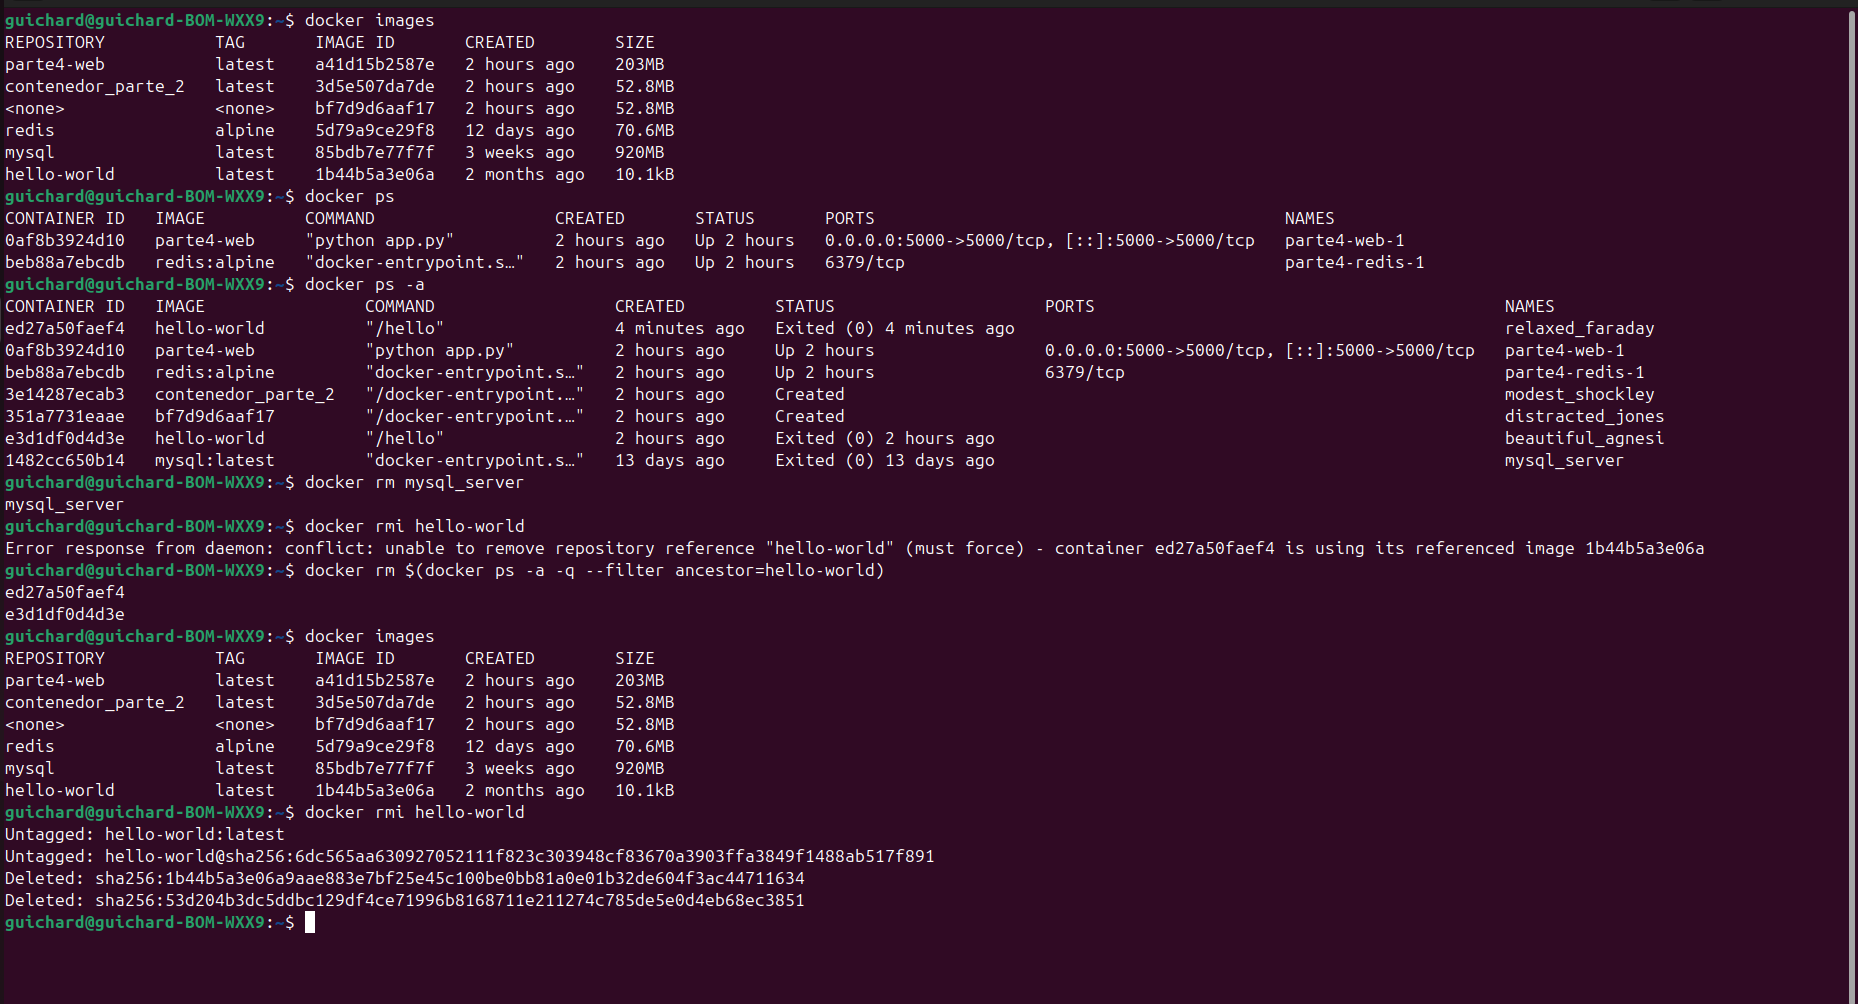 guichard@guichard-BOM-WXX9:~$ docker images
REPOSITORY           TAG       IMAGE ID       CREATED        SIZE
parte4-web           latest    a41d15b2587e   2 hours ago    203MB
contenedor_parte_2   latest    3d5e507da7de   2 hours ago    52.8MB
<none>               <none>    bf7d9d6aaf17   2 hours ago    52.8MB
redis                alpine    5d79a9ce29f8   12 days ago    70.6MB
mysql                latest    85bdb7e77f7f   3 weeks ago    920MB
hello-world          latest    1b44b5a3e06a   2 months ago   10.1kB
guichard@guichard-BOM-WXX9:~$ docker ps
CONTAINER ID   IMAGE          COMMAND                  CREATED       STATUS       PORTS                                         NAMES
0af8b3924d10   parte4-web     "python app.py"          2 hours ago   Up 2 hours   0.0.0.0:5000->5000/tcp, [::]:5000->5000/tcp   parte4-web-1
beb88a7ebcdb   redis:alpine   "docker-entrypoint.s…"   2 hours ago   Up 2 hours   6379/tcp                                      parte4-redis-1
guichard@guichard-BOM-WXX9:~$ docker ps -a
CONTAINER ID   IMAGE                COMMAND                  CREATED         STATUS                     PORTS                                         NAMES
ed27a50faef4   hello-world          "/hello"                 4 minutes ago   Exited (0) 4 minutes ago                                                 relaxed_faraday
0af8b3924d10   parte4-web           "python app.py"          2 hours ago     Up 2 hours                 0.0.0.0:5000->5000/tcp, [::]:5000->5000/tcp   parte4-web-1
beb88a7ebcdb   redis:alpine         "docker-entrypoint.s…"   2 hours ago     Up 2 hours                 6379/tcp                                      parte4-redis-1
3e14287ecab3   contenedor_parte_2   "/docker-entrypoint.…"   2 hours ago     Created                                                                  modest_shockley
351a7731eaae   bf7d9d6aaf17         "/docker-entrypoint.…"   2 hours ago     Created                                                                  distracted_jones
e3d1df0d4d3e   hello-world          "/hello"                 2 hours ago     Exited (0) 2 hours ago                                                   beautiful_agnesi
1482cc650b14   mysql:latest         "docker-entrypoint.s…"   13 days ago     Exited (0) 13 days ago                                                   mysql_server
guichard@guichard-BOM-WXX9:~$ docker rm mysql_server
mysql_server
guichard@guichard-BOM-WXX9:~$ docker rmi hello-world
Error response from daemon: conflict: unable to remove repository reference "hello-world" (must force) - container ed27a50faef4 is using its referenced image 1b44b5a3e06a
guichard@guichard-BOM-WXX9:~$ docker rm $(docker ps -a -q --filter ancestor=hello-world)
ed27a50faef4
e3d1df0d4d3e
guichard@guichard-BOM-WXX9:~$ docker images
REPOSITORY           TAG       IMAGE ID       CREATED        SIZE
parte4-web           latest    a41d15b2587e   2 hours ago    203MB
contenedor_parte_2   latest    3d5e507da7de   2 hours ago    52.8MB
<none>               <none>    bf7d9d6aaf17   2 hours ago    52.8MB
redis                alpine    5d79a9ce29f8   12 days ago    70.6MB
mysql                latest    85bdb7e77f7f   3 weeks ago    920MB
hello-world          latest    1b44b5a3e06a   2 months ago   10.1kB
guichard@guichard-BOM-WXX9:~$ docker rmi hello-world
Untagged: hello-world:latest
Untagged: hello-world@sha256:6dc565aa630927052111f823c303948cf83670a3903ffa3849f1488ab517f891
Deleted: sha256:1b44b5a3e06a9aae883e7bf25e45c100be0bb81a0e01b32de604f3ac44711634
Deleted: sha256:53d204b3dc5ddbc129df4ce71996b8168711e211274c785de5e0d4eb68ec3851
guichard@guichard-BOM-WXX9:~$